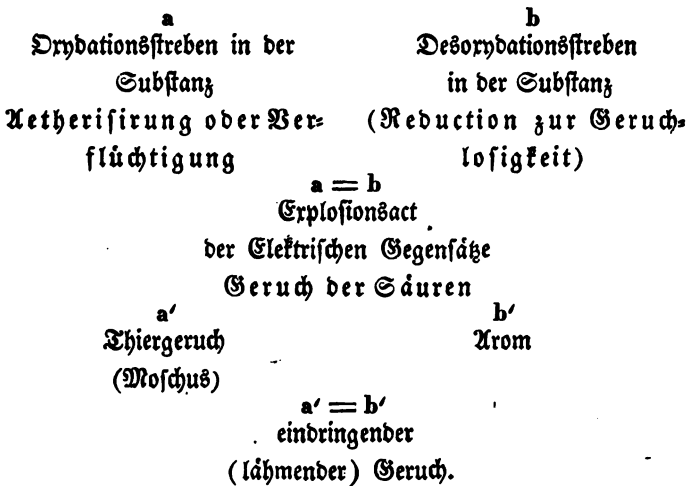 a b
Oxydationsstreben in der Desoxydationsstreben
Substanz in der Substanz
Aetherisirung oder Ver- (Reduction zur Geruch-
flüchtigung losigkeit)
a = b
Explosionsact
der Elektrischen Gegensätze
Geruch der Säuren
a′ b′
Thiergeruch Arom
(Moschus)
a′ = b′
eindringender
(lähmender) Geruch.